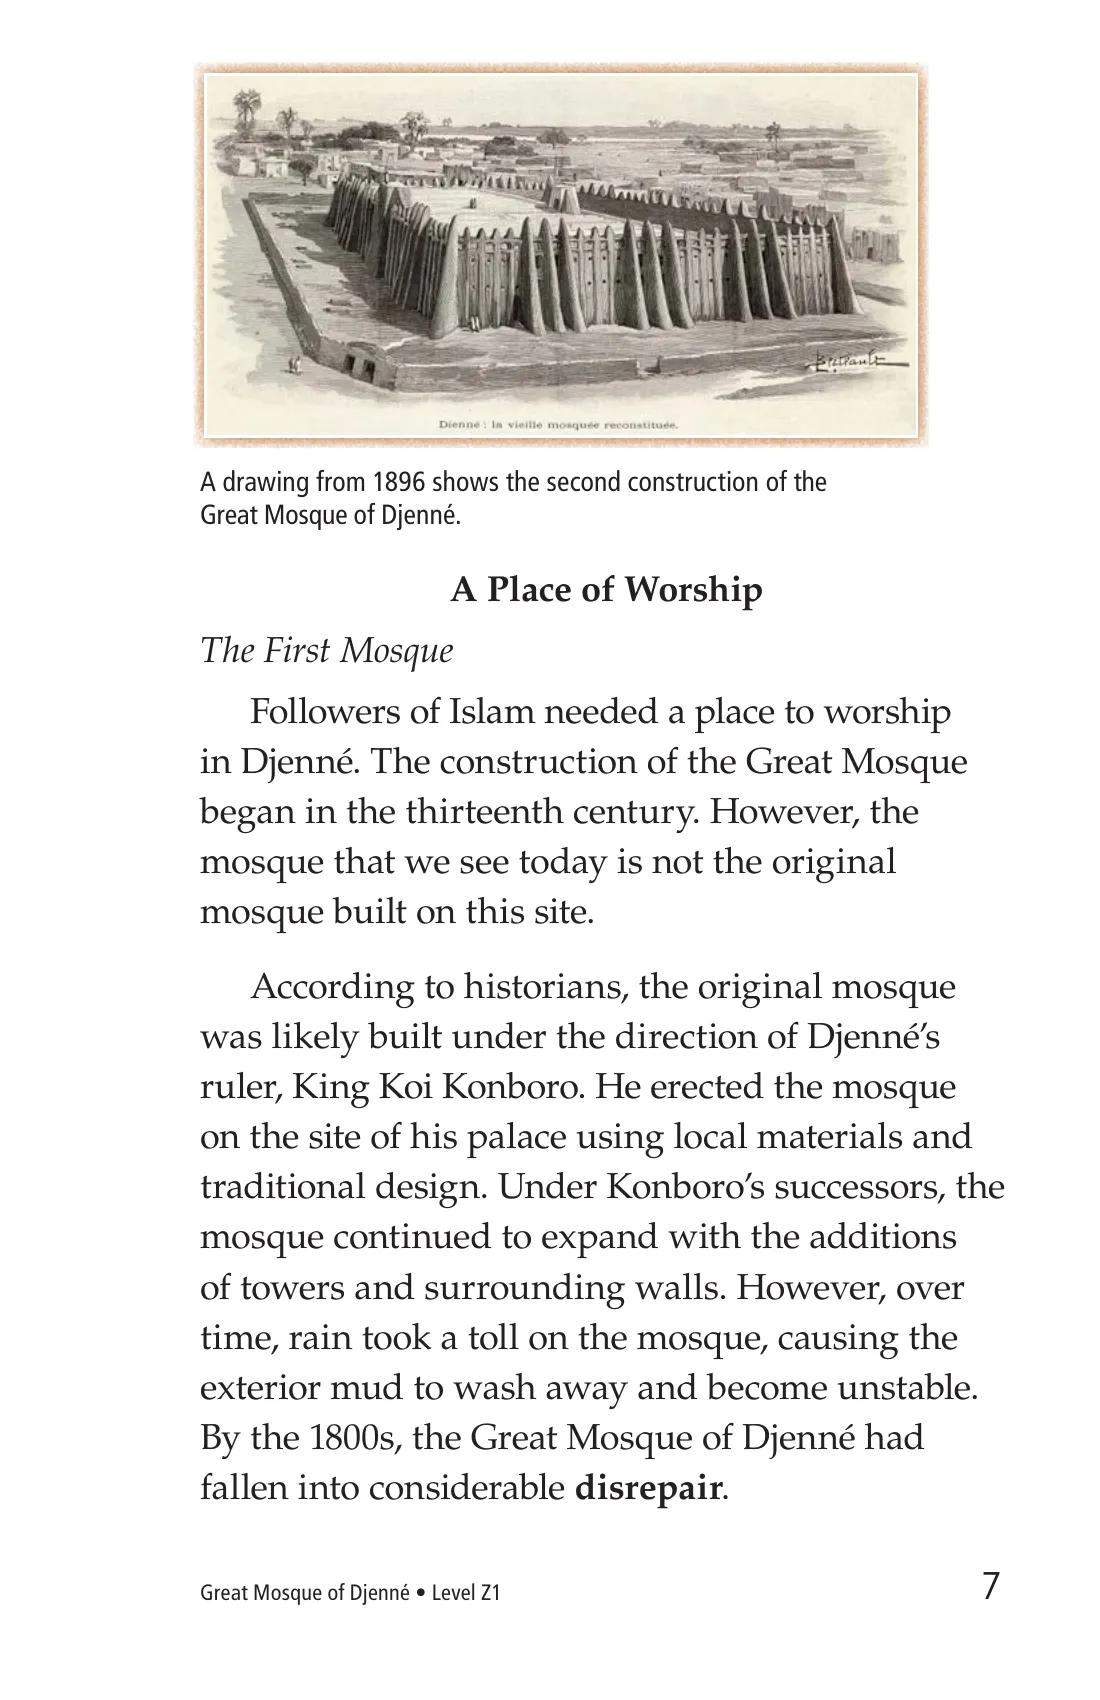 Dienné : la vieille mosquée reconstituée.
A drawing from 1896 shows the second construction of the
Great Mosque of Djenné.
A Place of Worship
The First Mosque
Followers of Islam needed a place to worship
in Djenné. The construction of the Great Mosque
began in the thirteenth century. However, the
mosque that we see today is not the original
mosque built on this site.
According to historians, the original mosque
was likely built under the direction of Djenné’s
ruler, King Koi Konboro. He erected the mosque
on the site of his palace using local materials and
traditional design. Under Konboro’s successors, the
mosque continued to expand with the additions
of towers and surrounding walls. However, over
time, rain took a toll on the mosque, causing the
exterior mud to wash away and become unstable.
By the 1800s, the Great Mosque of Djenné had
fallen into considerable disrepair.
Great Mosque of Djenné • Level Z1
7